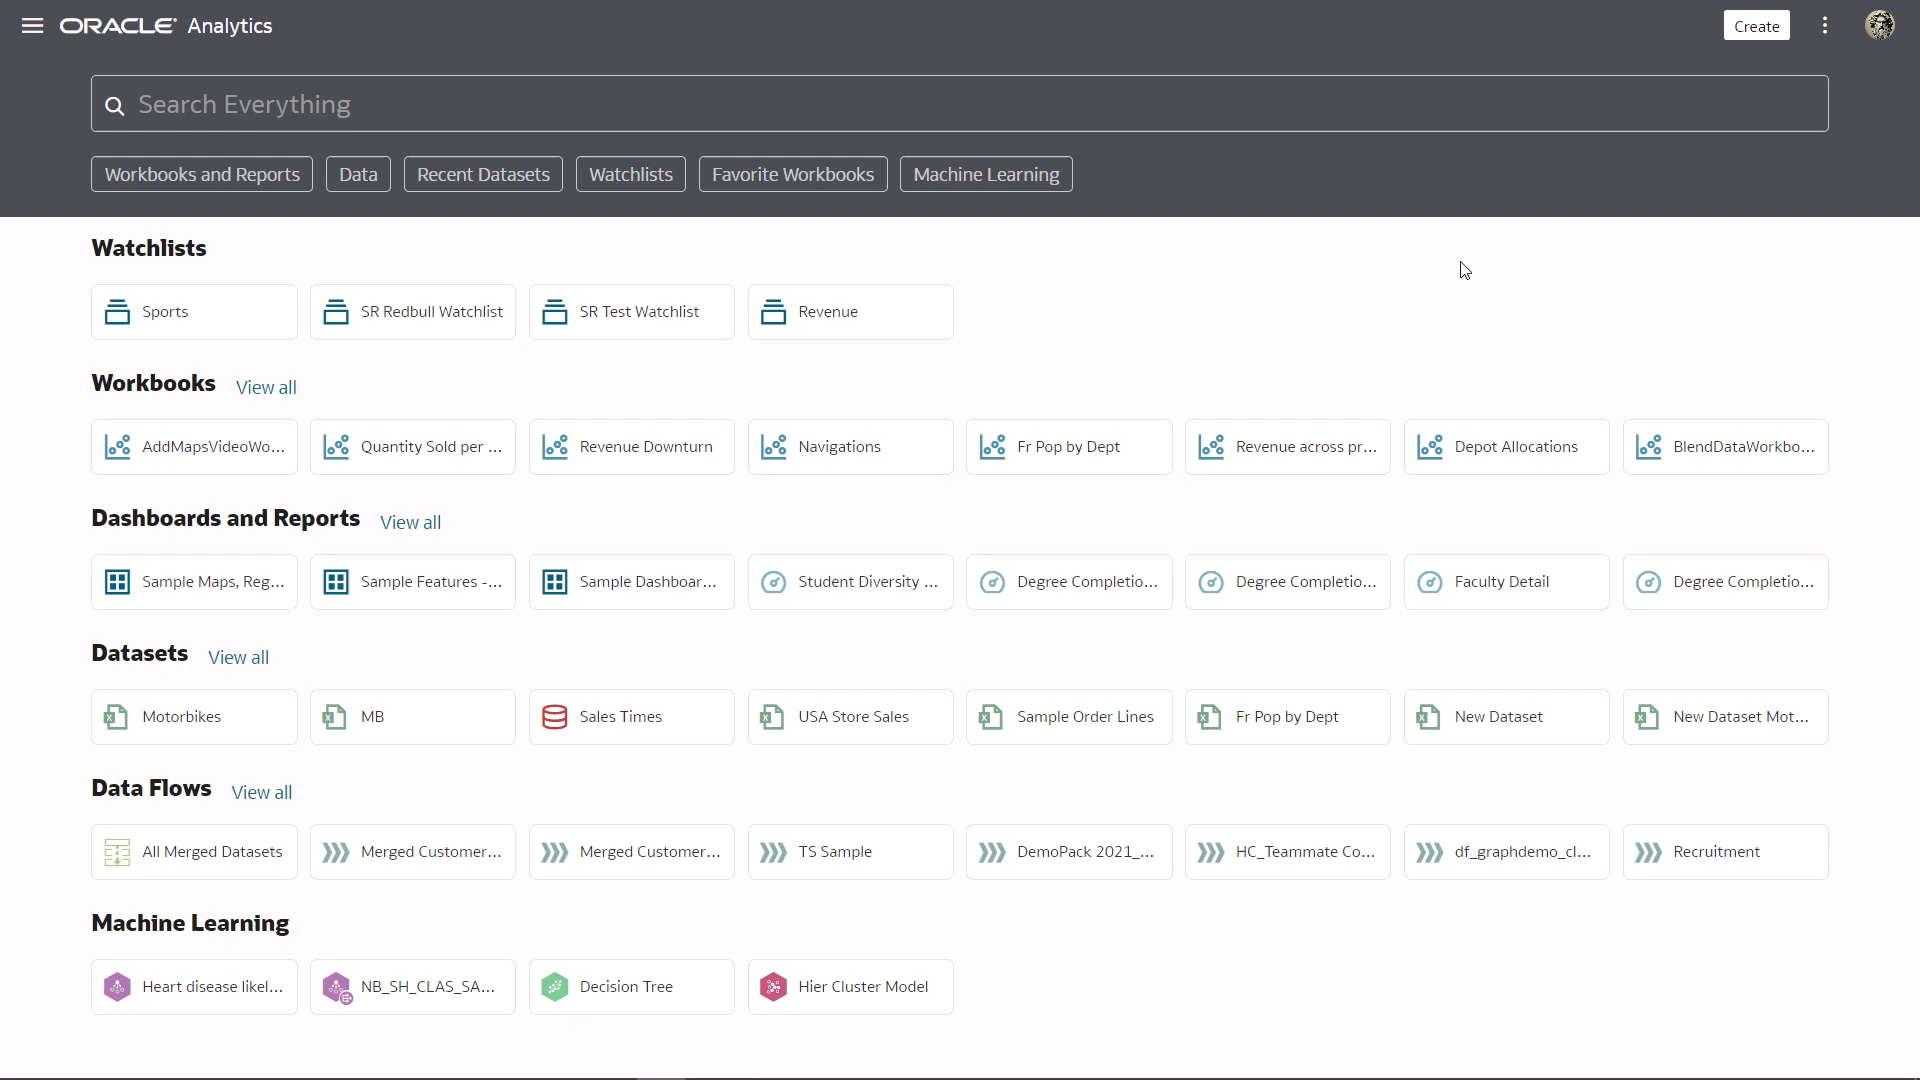 ORACLE Analytics
Create
Search Everything
Workbooks and Reports Data Recent Datasets Watchlists Favorite Workbooks Machine Learning
Watchlists
Sports SR Redbull Watchlist SR Test Watchlist Revenue
Workbooks View all
AddMapsVideoWo... Quantity Sold per ... Revenue Downturn Navigations Fr Pop by Dept Revenue across pr... Depot Allocations BlendDataWorkbo...
Dashboards and Reports View all
Sample Maps, Reg... Sample Features -... Sample Dashboar... Student Diversity ... Degree Completio... Degree Completio... Faculty Detail Degree Completio...
Datasets View all
Motorbikes MB Sales Times USA Store Sales Sample Order Lines Fr Pop by Dept New Dataset New Dataset Mot...
Data Flows View all
All Merged Datasets Merged Customer... Merged Customer... TS Sample DemoPack 2021_... HC_Teammate Co... df_graphdemo_cl... Recruitment
Machine Learning
Heart disease likel... NB_SH_CLAS_SA... Decision Tree Hier Cluster Model